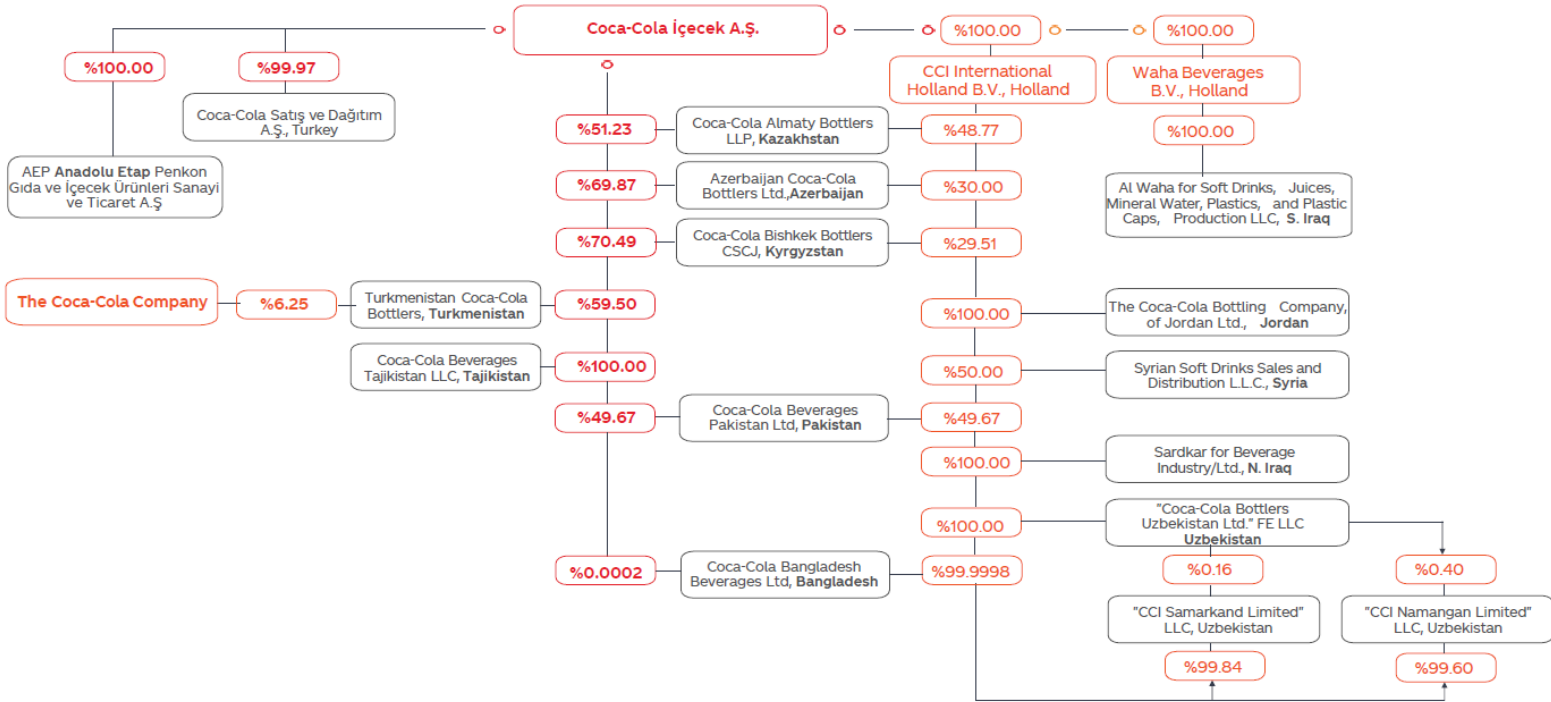 Coca-Cola İçecek A.Ş.
%100.00
%100.00
%100.00
%99.97
CCI International
Holland B.V., Holland
Waha Beverages
B.V., Holland
Coca-Cola Satış ve Dağıtım
A.Ş., Turkey
%51.23
Coca-Cola Almaty Bottlers
LLP, Kazakhstan
%48.77
%100.00
AEP Anadolu Etap Penkon
Gıda ve İçecek Ürünleri Sanayi
ve Ticaret A.Ş
%69.87
Azerbaijan Coca-Cola
Bottlers Ltd.,Azerbaijan
%30.00
Al Waha for Soft Drinks, Juices,
Mineral Water, Plastics, and Plastic
Caps, Production LLC, S. Iraq
%70.49
Coca-Cola Bishkek Bottlers
CSCJ, Kyrgyzstan
%29.51
The Coca-Cola Company
%6.25
Turkmenistan Coca-Cola
Bottlers, Turkmenistan
%59.50
%100.00
The Coca-Cola Bottling Company,
of Jordan Ltd., Jordan
Coca-Cola Beverages
Tajikistan LLC, Tajikistan
%100.00
%50.00
Syrian Soft Drinks Sales and
Distribution L.L.C., Syria
%49.67
Coca-Cola Beverages
Pakistan Ltd, Pakistan
%49.67
%100.00
Sardkar for Beverage
Industry/Ltd., N. Iraq
%100.00
"Coca-Cola Bottlers
Uzbekistan Ltd." FE LLC
Uzbekistan
%0.0002
Coca-Cola Bangladesh
Beverages Ltd, Bangladesh
%99.9998
%0.16
%0.40
"CCI Samarkand Limited"
LLC, Uzbekistan
"CCI Namangan Limited"
LLC, Uzbekistan
%99.84
%99.60